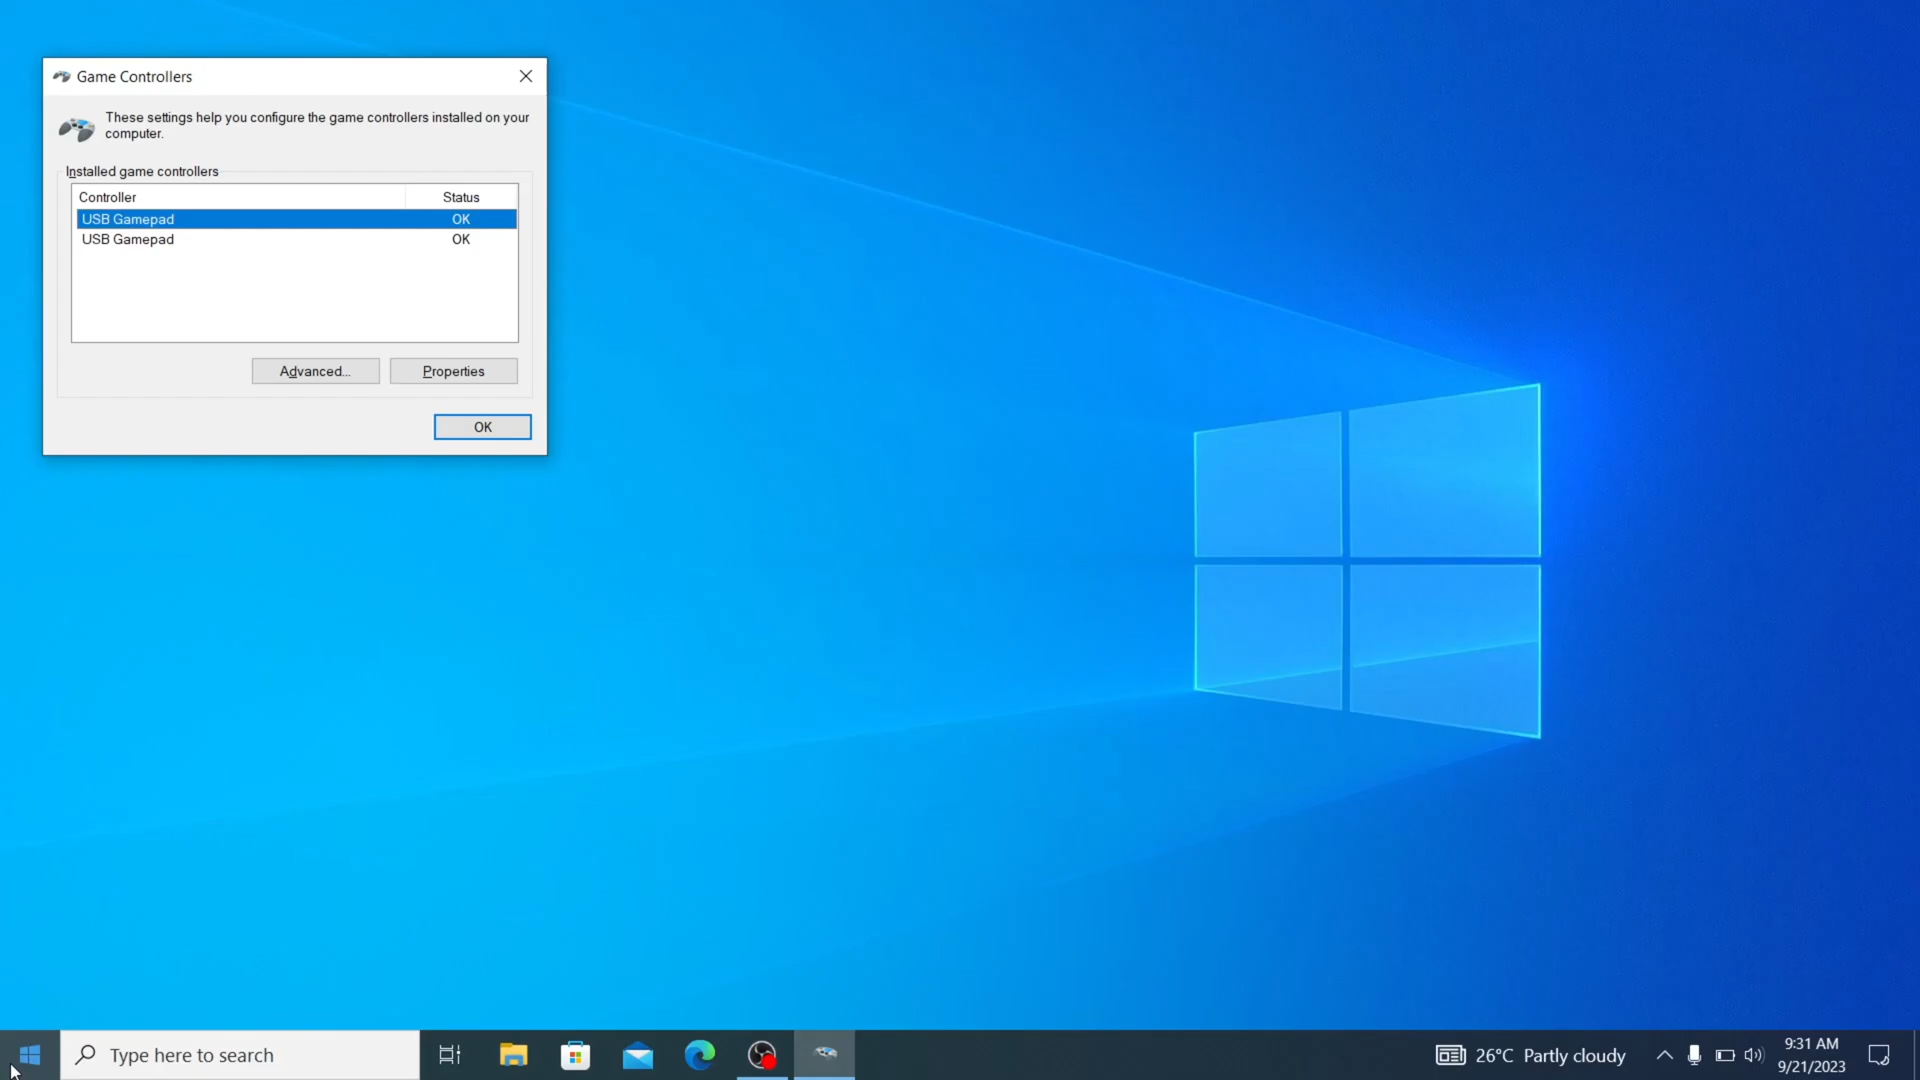 Game Controllers
These settings help you configure the game controllers installed on your
computer.
Installed game controllers
Controller Status
USB Gamepad OK
USB Gamepad OK
Advanced... Properties
OK
Type here to search
26°C Partly cloudy
9:31 AM
9/21/2023